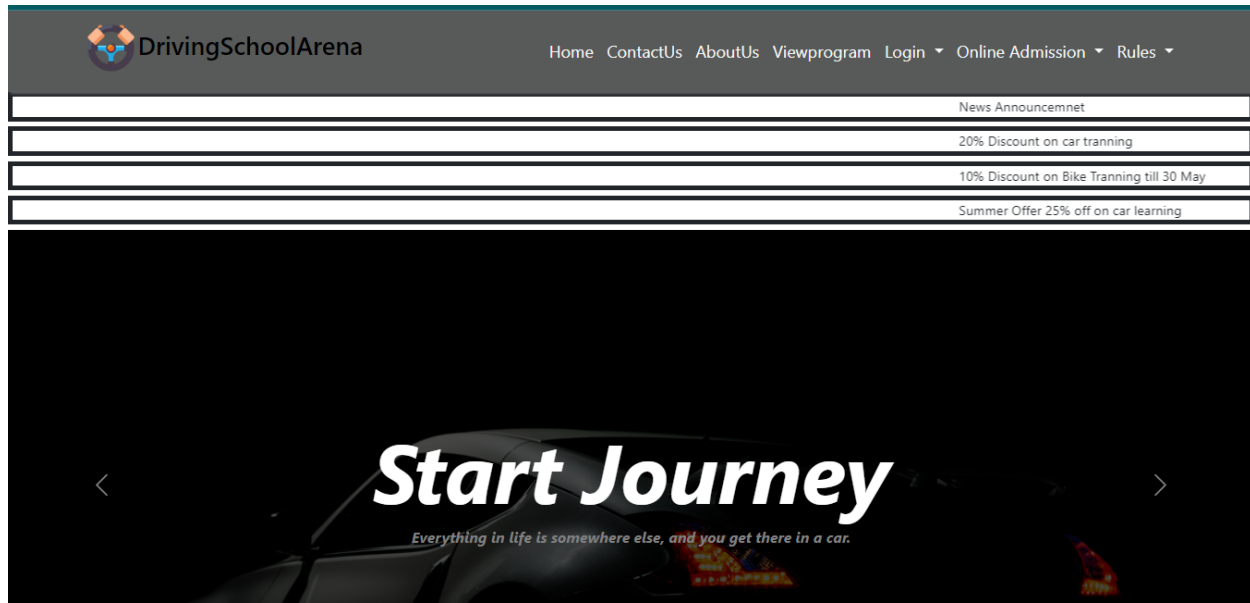 DrivingSchoolArena
Home ContactUs AboutUs Viewprogram Login Online Admission Rules
News Announcemnet
20% Discount on car tranning
10% Discount on Bike Tranning till 30 May
Summer Offer 25% off on car learning
Start Journey
Everything in life is somewhere else, and you get there in a car.